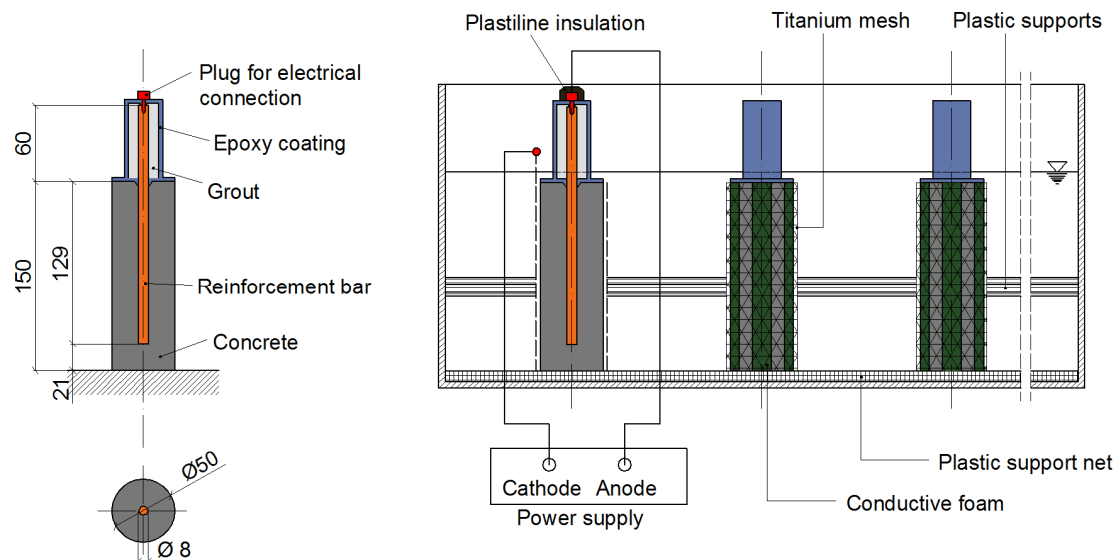 Plug for electrical
connection
Epoxy coating
Grout
Reinforcement bar
Concrete
60
150
129
21
Ø50
Ø 8
Plastiline insulation
Titanium mesh
Plastic supports
Cathode Anode
Power supply
Plastic support net
Conductive foam